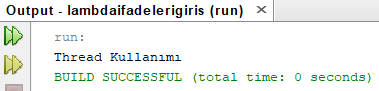 Output - lambdaifadelerigiris (run) ×
run:
Thread Kullanımı
BUILD SUCCESSFUL (total time: 0 seconds)